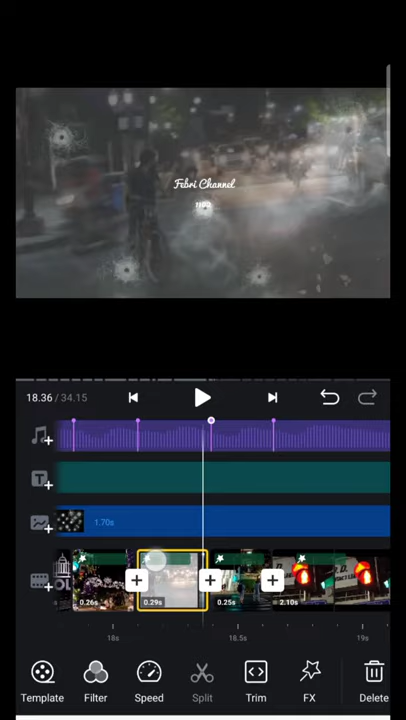 Febri Channel
18.36 / 34.15
1.70s
0.26s
0.29s
0.25s
2.10s
18s
18.5s
19s
Template
Filter
Speed
Split
Trim
FX
Delete